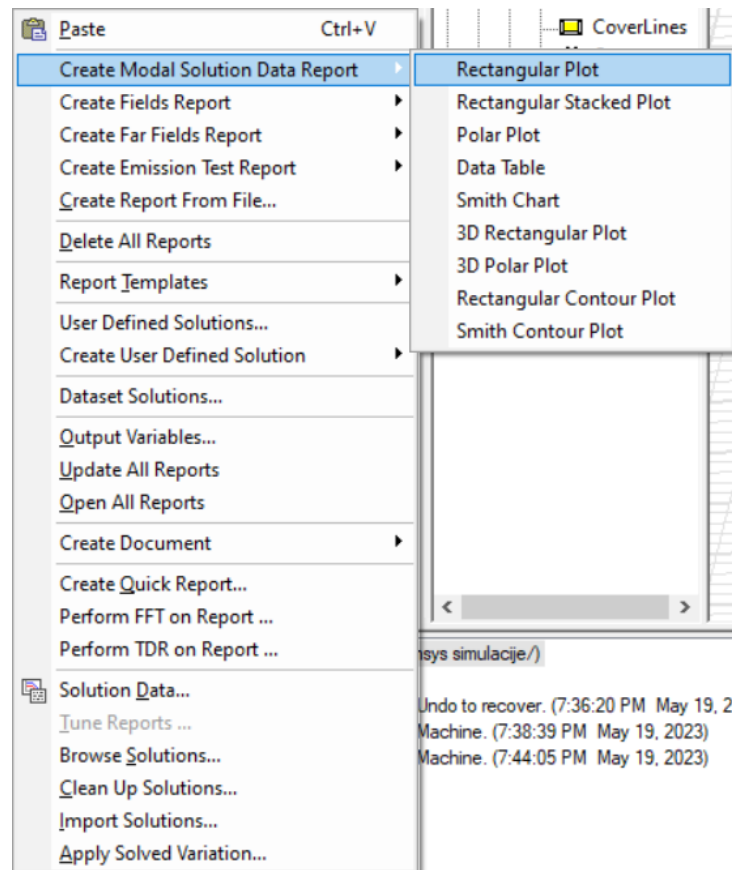 Paste Ctrl+V
Create Modal Solution Data Report
Create Fields Report
Create Far Fields Report
Create Emission Test Report
Create Report From File...
Delete All Reports
Report Templates
User Defined Solutions...
Create User Defined Solution
Dataset Solutions...
Output Variables...
Update All Reports
Open All Reports
Create Document
Create Quick Report...
Perform FFT on Report ...
Perform TDR on Report ...
Solution Data...
Tune Reports ...
Browse Solutions...
Clean Up Solutions...
Import Solutions...
Apply Solved Variation...
CoverLines
Rectangular Plot
Rectangular Stacked Plot
Polar Plot
Data Table
Smith Chart
3D Rectangular Plot
3D Polar Plot
Rectangular Contour Plot
Smith Contour Plot
nsys simulacije/)
Undo to recover. (7:36:20 PM May 19, 2
Machine. (7:38:39 PM May 19, 2023)
Machine. (7:44:05 PM May 19, 2023)